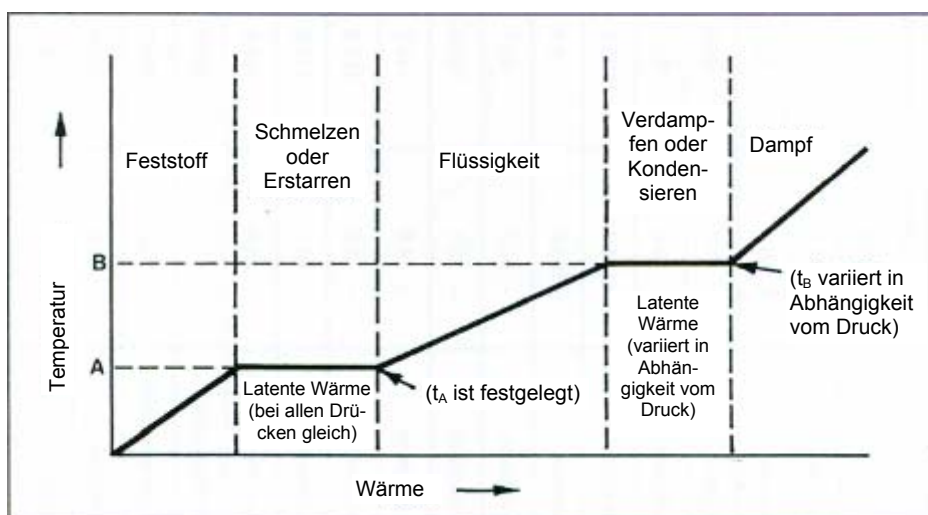 Feststoff
Schmelzen
oder
Erstarren
Flüssigkeit
Verdamp-
fen oder
Konden-
sieren
Dampf
Temperatur
B
A
(tB variiert in
Abhängigkeit
vom Druck)
Latente Wärme
(bei allen Drü-
cken gleich)
(tA ist festgelegt)
Latente
Wärme
(variiert in
Abhän-
gigkeit vom
Druck)
Wärme